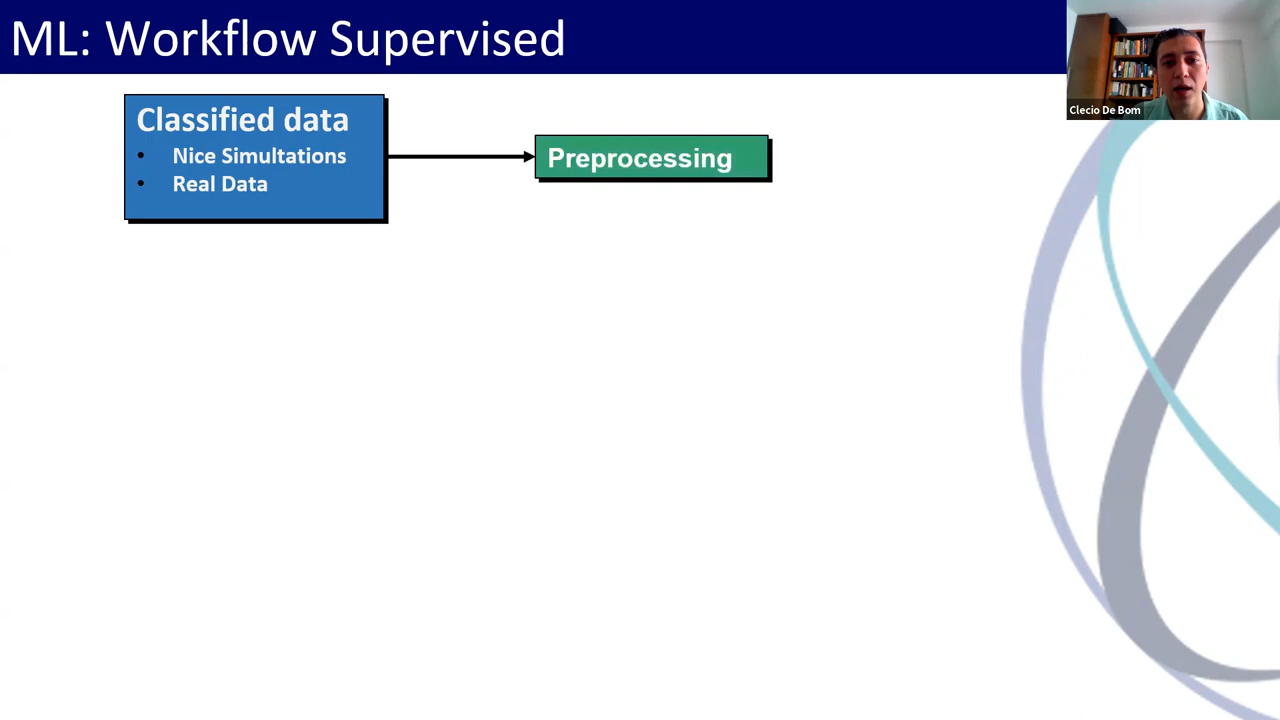 ML: Workflow Supervised
Clecio De Bom
Classified data
• Nice Simultations
• Real Data
Preprocessing